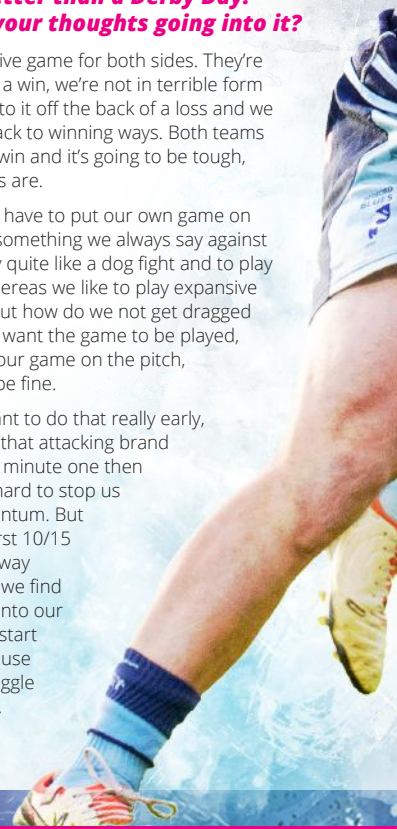 tter than a Derby Day!
your thoughts going into it?
ive game for both sides. They're
a win, we're not in terrible form
to it off the back of a loss and we
ack to winning ways. Both teams
win and it's going to be tough,
s are.
have to put our own game on
something we always say against
y quite like a dog fight and to play
ereas we like to play expansive
ut how do we not get dragged
want the game to be played,
our game on the pitch,
be fine.
ant to do that really early,
that attacking brand
minute one then
hard to stop us
entum. But
rst 10/15
way
we find
nto our
start
use
ggle
BLUES